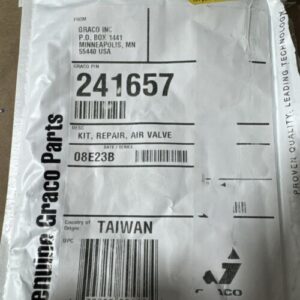 FROM
GRACO INC.
P.O. BOX 1441
MINNEAPOLIS, MN
55440 USA
GRACO P/N
241657
DESC
KIT, REPAIR, AIR VALVE
DATE / SERIES
08E23B
Country of
Origin:
TAIWAN
UPC
Genuine Graco Parts
PROVEN QUALITY. LEADING TECHNOLOGY.